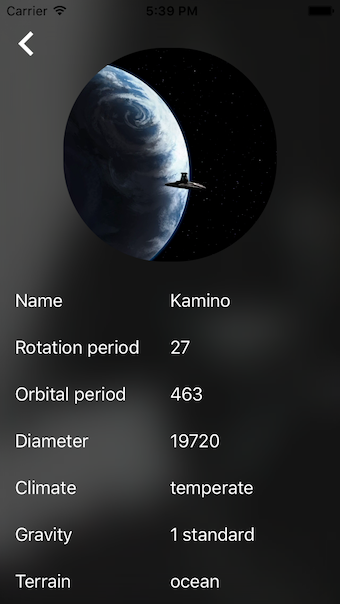 Carrier 5:39 PM
Name Kamino
Rotation period 27
Orbital period 463
Diameter 19720
Climate temperate
Gravity 1 standard
Terrain ocean